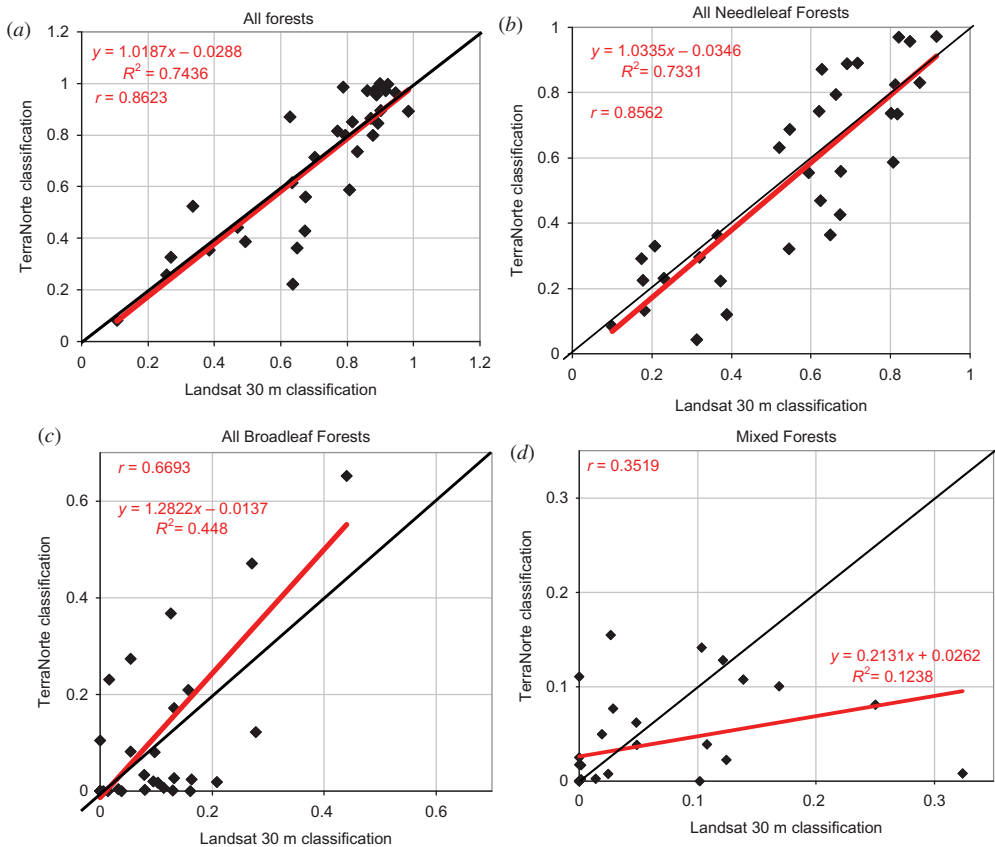 (a)
All forests
y = 1.0187x – 0.0288
R² = 0.7436
r = 0.8623
1.2
1
0.8
0.6
0.4
0.2
0
0 0.2 0.4 0.6 0.8 1 1.2
TerraNorte classification
Landsat 30 m classification
(b)
All Needleleaf Forests
y = 1.0335x – 0.0346
R²= 0.7331
r = 0.8562
1
0.8
0.6
0.4
0.2
0
0 0.2 0.4 0.6 0.8 1
TerraNorte classification
Landsat 30 m classification
(c)
All Broadleaf Forests
r = 0.6693
y = 1.2822x – 0.0137
R²= 0.448
0.6
0.4
0.2
0
0 0.2 0.4 0.6
TerraNorte classification
Landsat 30 m classification
(d)
Mixed Forests
r = 0.3519
y = 0.2131x + 0.0262
R²= 0.1238
0.3
0.2
0.1
0
0 0.1 0.2 0.3
TerraNorte classification
Landsat 30 m classification